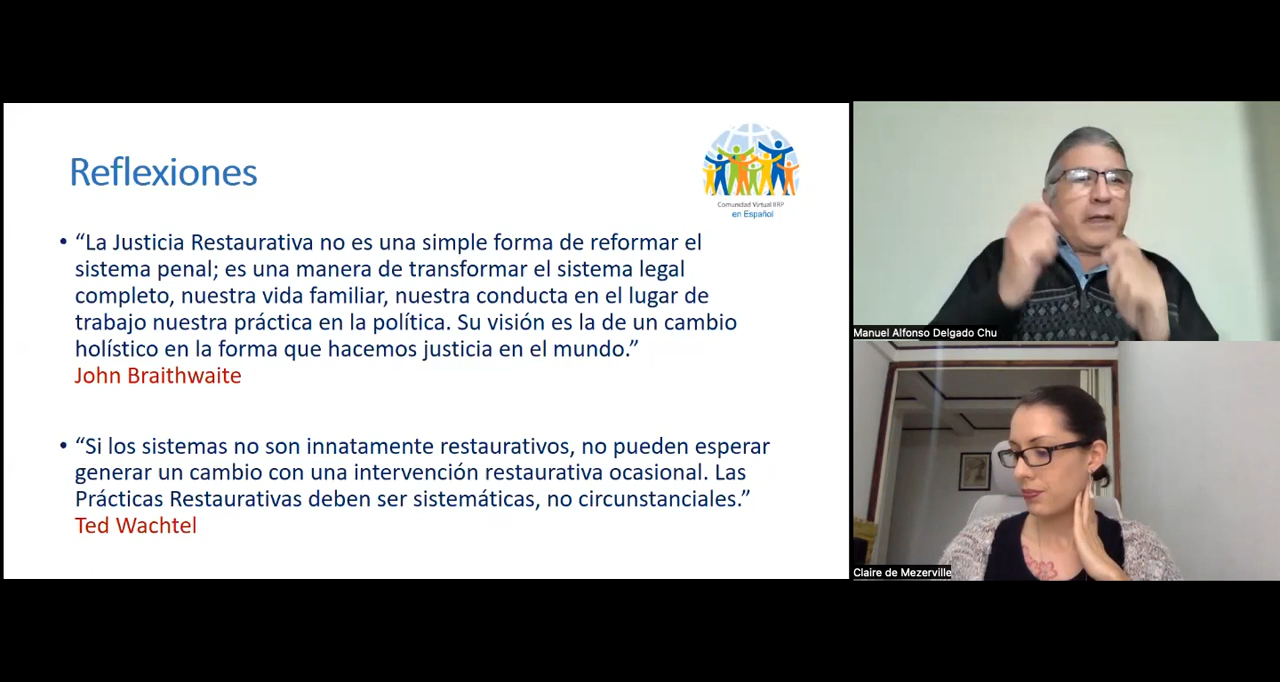 Reflexiones
Comunidad Virtual IIRP
en Español
• “La Justicia Restaurativa no es una simple forma de reformar el
sistema penal; es una manera de transformar el sistema legal
completo, nuestra vida familiar, nuestra conducta en el lugar de
trabajo nuestra práctica en la política. Su visión es la de un cambio
holístico en la forma que hacemos justicia en el mundo.”
John Braithwaite
• “Si los sistemas no son innatamente restaurativos, no pueden esperar
generar un cambio con una intervención restaurativa ocasional. Las
Prácticas Restaurativas deben ser sistemáticas, no circunstanciales.”
Ted Wachtel
Manuel Alfonso Delgado Chu
Claire de Mezerville